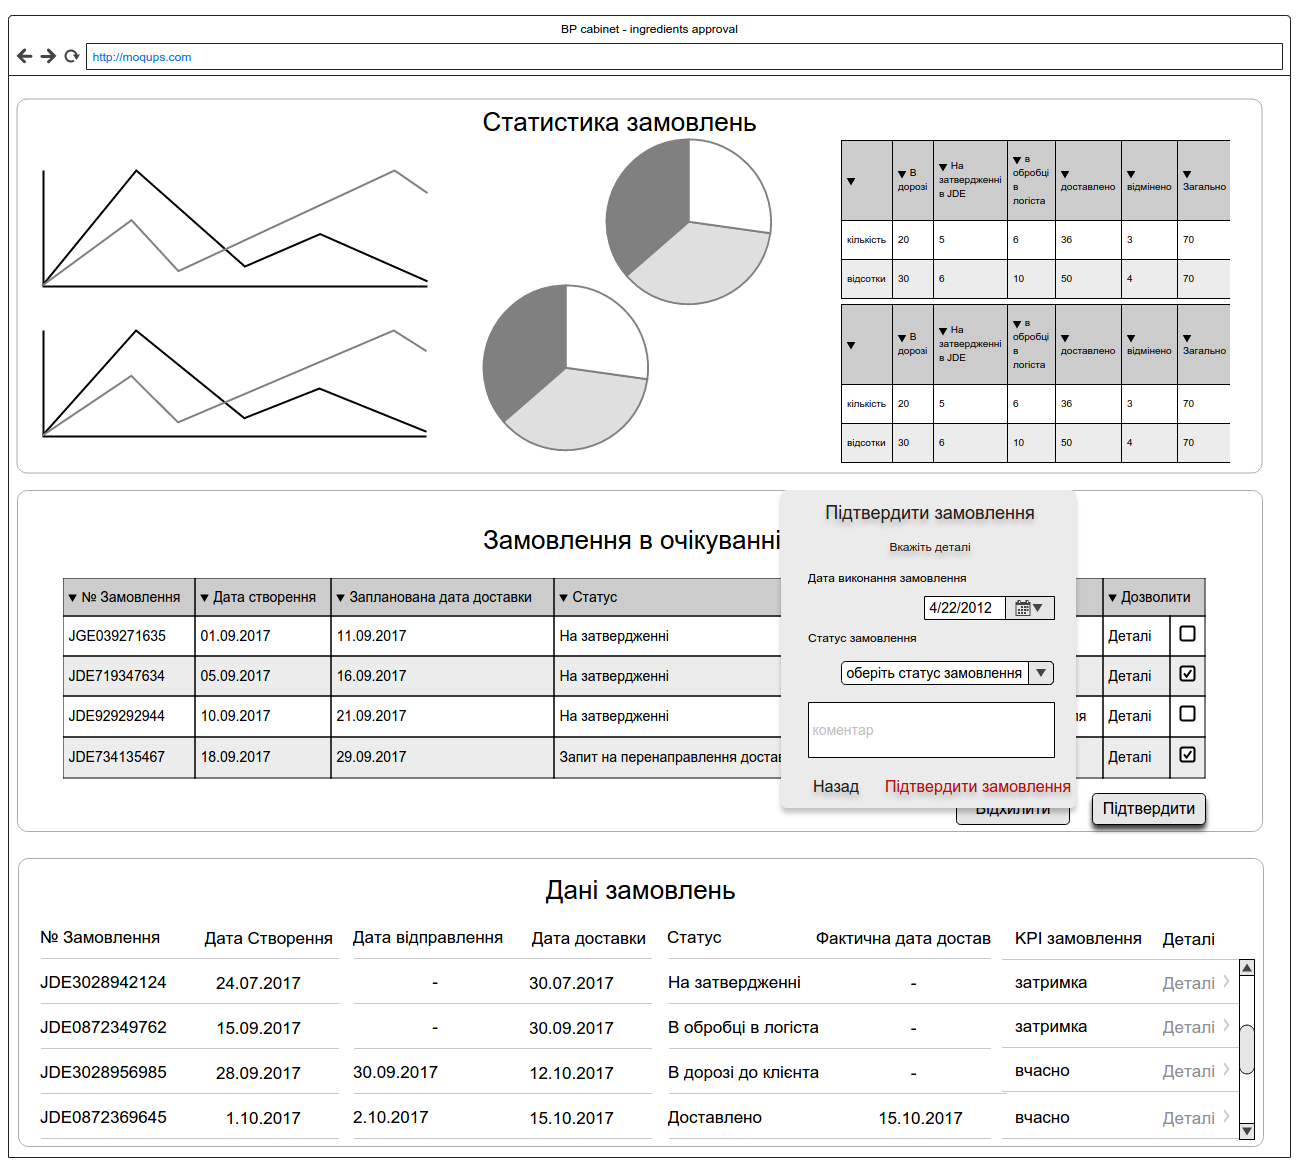 BP cabinet - ingredients approval
http://moqups.com
Статистика замовлень
В дорозі
На затвердженні в JDE
в обробці в логіста
доставлено
відмінено
Загально
кількість 20 5 6 36 3 70
відсотки 30 6 10 50 4 70
В дорозі
На затвердженні в JDE
в обробці в логіста
доставлено
відмінено
Загально
кількість 20 5 6 36 3 70
відсотки 30 6 10 50 4 70
Замовлення в очікуванні
№ Замовлення Дата створення Запланована дата доставки Статус Дозволити
JGE039271635 01.09.2017 11.09.2017 На затвердженні Деталі
JDE719347634 05.09.2017 16.09.2017 На затвердженні Деталі
JDE929292944 10.09.2017 21.09.2017 На затвердженні ля Деталі
JDE734135467 18.09.2017 29.09.2017 Запит на перенаправлення достав Деталі
Підтвердити замовлення
Вкажіть деталі
Дата виконання замовлення
4/22/2012
Статус замовлення
оберіть статус замовлення
коментар
Назад Підтвердити замовлення
Відхилити Підтвердити
Дані замовлень
№ Замовлення Дата Створення Дата відправлення Дата доставки Статус Фактична дата достав KPI замовлення Деталі
JDE3028942124 24.07.2017 - 30.07.2017 На затвердженні - затримка Деталі
JDE0872349762 15.09.2017 - 30.09.2017 В обробці в логіста - затримка Деталі
JDE3028956985 28.09.2017 30.09.2017 12.10.2017 В дорозі до клієнта - вчасно Деталі
JDE0872369645 1.10.2017 2.10.2017 15.10.2017 Доставлено 15.10.2017 вчасно Деталі